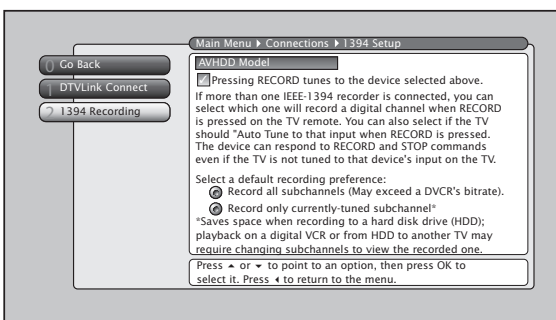 Main Menu ▶ Connections ▶ 1394 Setup
0 Go Back
1 DTVLink Connect
2 1394 Recording
AVHDD Model
Pressing RECORD tunes to the device selected above.
If more than one IEEE-1394 recorder is connected, you can
select which one will record a digital channel when RECORD
is pressed on the TV remote. You can also select if the TV
should "Auto Tune to that input when RECORD is pressed.
The device can respond to RECORD and STOP commands
even if the TV is not tuned to that device's input on the TV.
Select a default recording preference:
Record all subchannels (May exceed a DVCR's bitrate).
Record only currently-tuned subchannel*
*Saves space when recording to a hard disk drive (HDD);
playback on a digital VCR or from HDD to another TV may
require changing subchannels to view the recorded one.
Press ▲ or ▼ to point to an option, then press OK to
select it. Press ◀ to return to the menu.